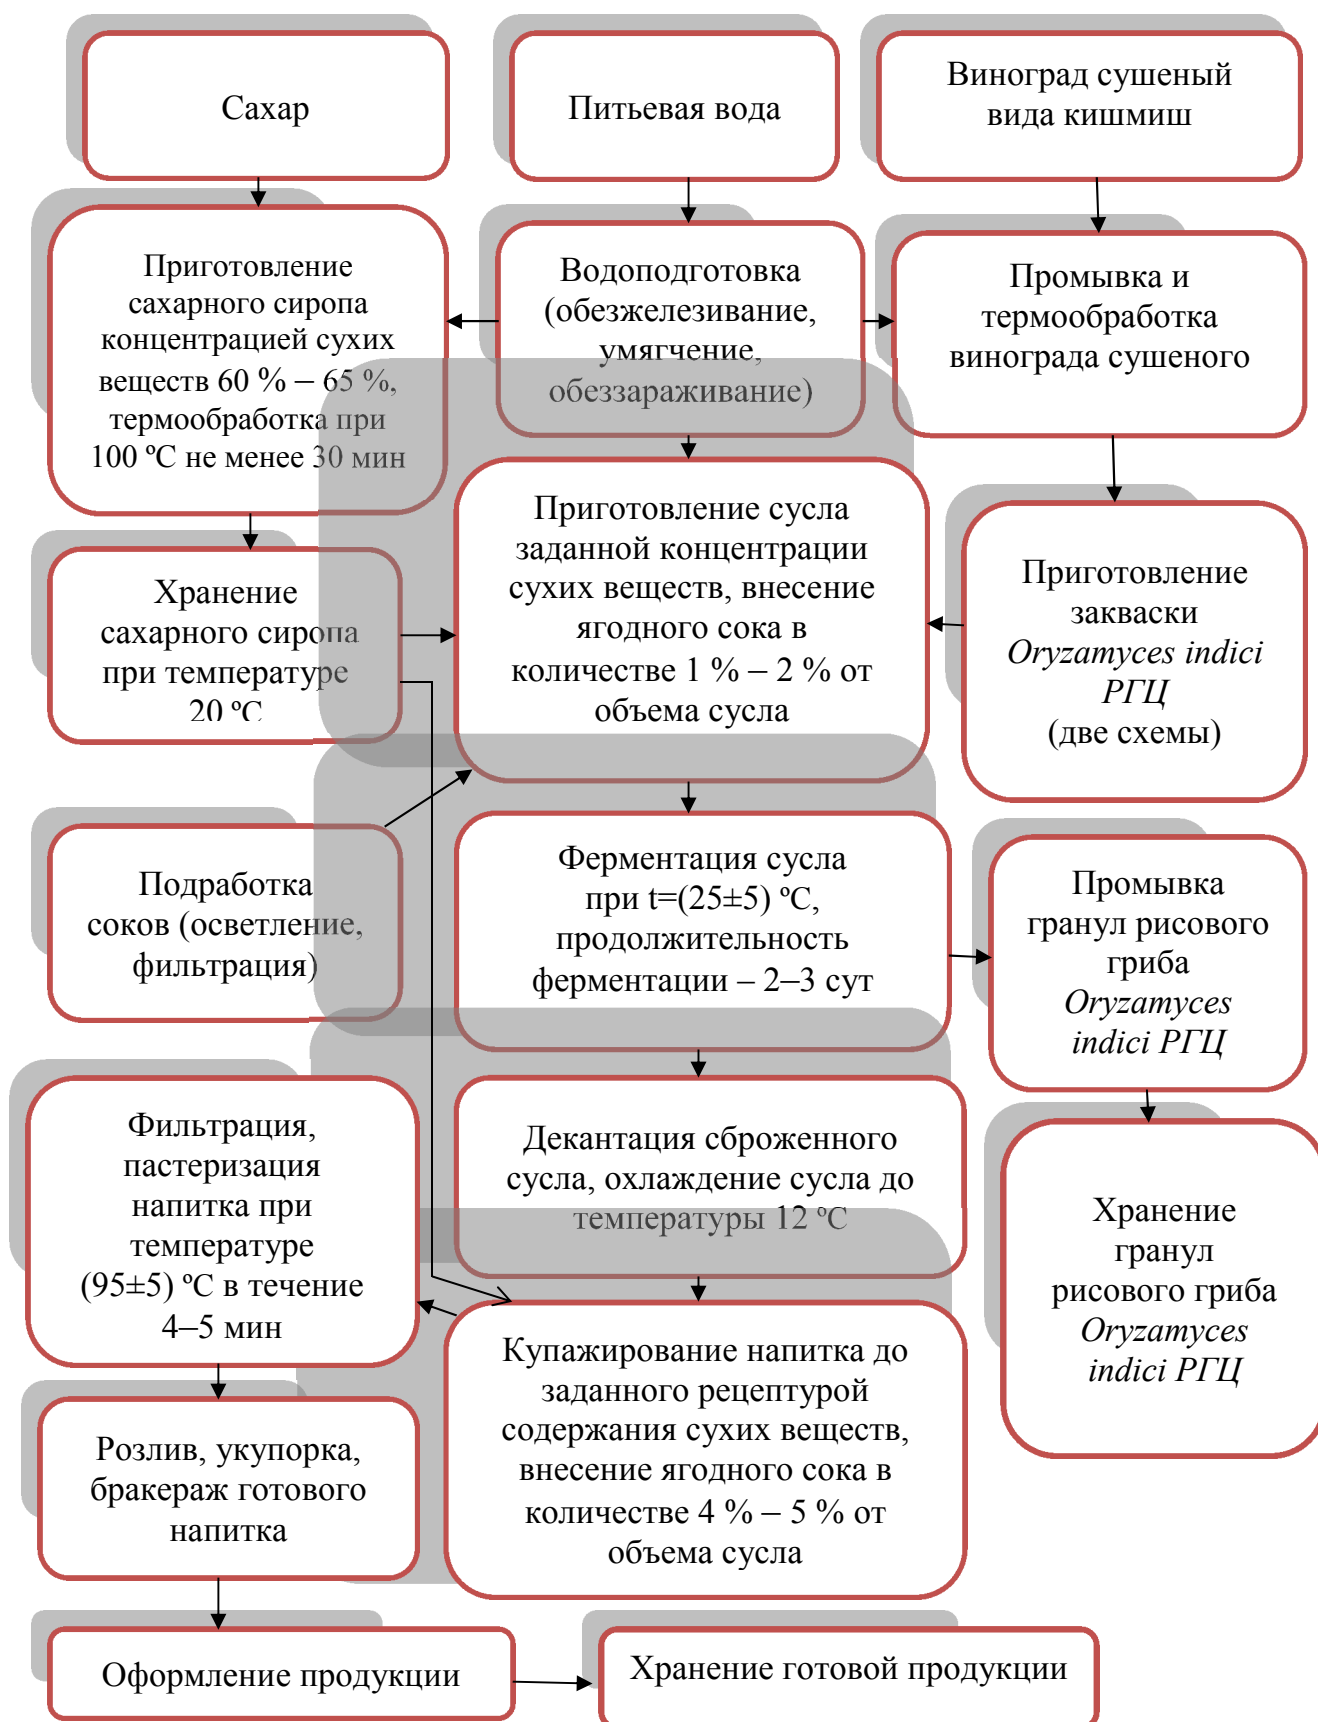 Сахар
Питьевая вода
Виноград сушеный
вида кишмиш
Приготовление
сахарного сиропа
концентрацией сухих
веществ 60 % – 65 %,
термообработка при
100 ºС не менее 30 мин
Водоподготовка
(обезжелезивание,
умягчение,
обеззараживание)
Промывка и
термообработка
винограда сушеного
Хранение
сахарного сиропа
при температуре
20 ºС
Приготовление сусла
заданной концентрации
сухих веществ, внесение
ягодного сока в
количестве 1 % – 2 % от
объема сусла
Приготовление
закваски
Oryzamyces indici
РГЦ
(две схемы)
Подработка
соков (осветление,
фильтрация)
Ферментация сусла
при t=(25±5) ºС,
продолжительность
ферментации – 2–3 сут
Промывка
гранул рисового
гриба
Oryzamyces
indici РГЦ
Фильтрация,
пастеризация
напитка при
температуре
(95±5) ºС в течение
4–5 мин
Декантация сброженного
сусла, охлаждение сусла до
температуры 12 ºС
Хранение
гранул
рисового гриба
Oryzamyces
indici РГЦ
Розлив, укупорка,
бракераж готового
напитка
Купажирование напитка до
заданного рецептурой
содержания сухих веществ,
внесение ягодного сока в
количестве 4 % – 5 % от
объема сусла
Оформление продукции
Хранение готовой продукции